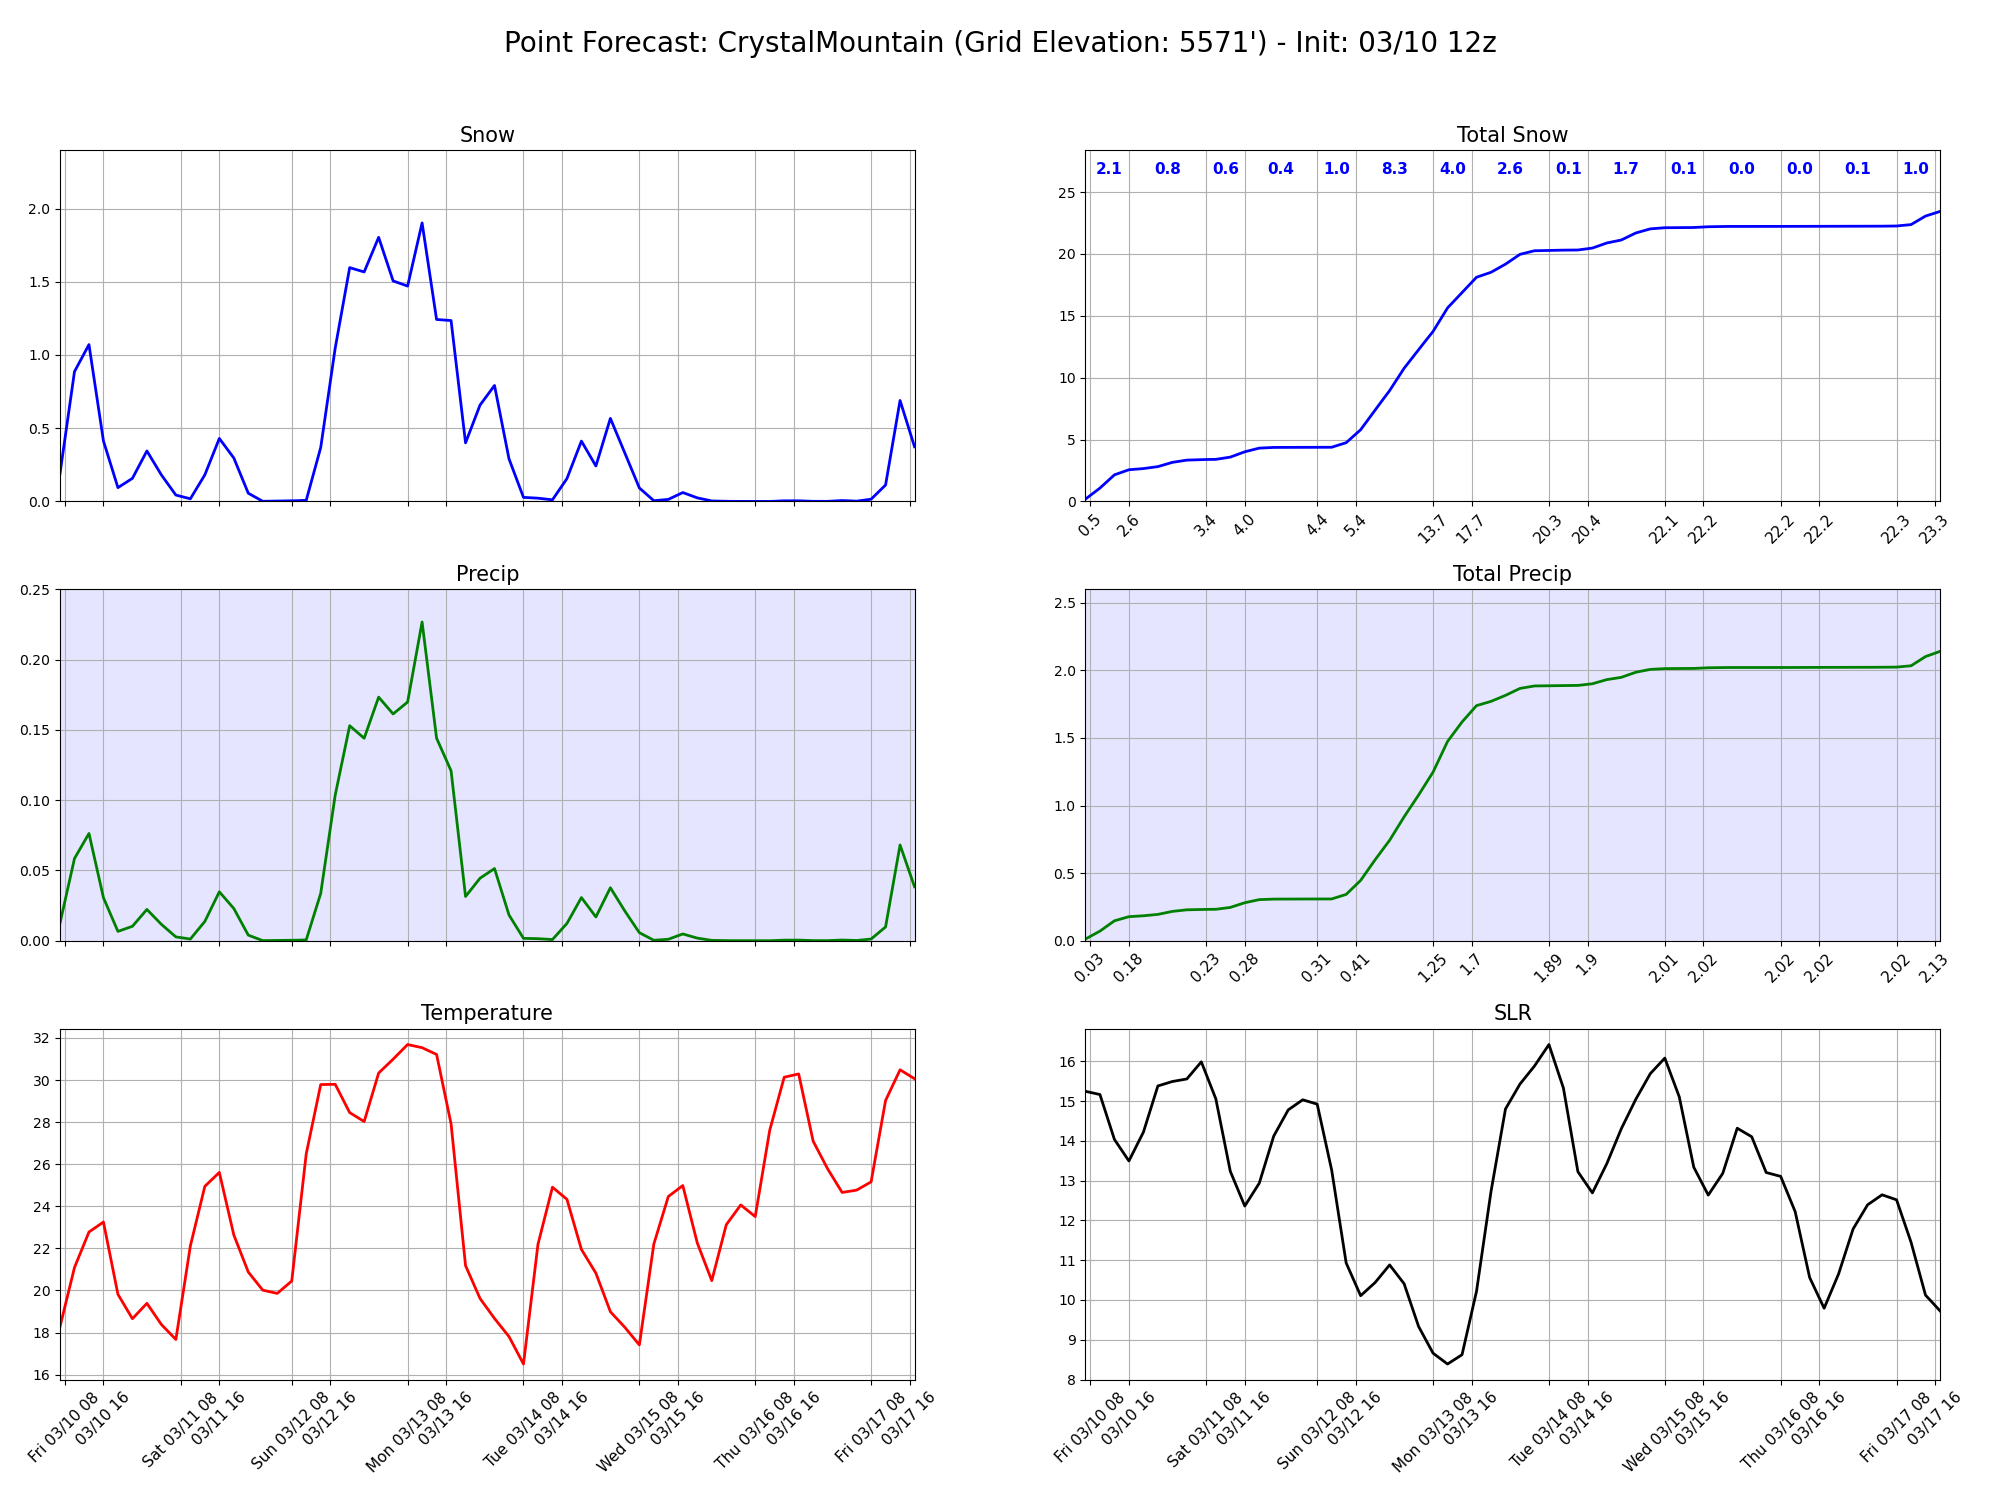 Point Forecast: CrystalMountain (Grid Elevation: 5571') - Init: 03/10 12z
Snow
2.0
1.5
1.0
0.5
0.0
Total Snow
2.1 0.8 0.6 0.4 1.0 8.3 4.0 2.6 0.1 1.7 0.1 0.0 0.0 0.1 1.0
25
20
15
10
5
0
0.5 2.6 3.4 4.0 4.4 5.4 13.7 17.7 20.3 20.4 22.1 22.2 22.2 22.2 22.3 23.3
Precip
0.25
0.20
0.15
0.10
0.05
0.00
Total Precip
2.5
2.0
1.5
1.0
0.5
0.0
0.03 0.18 0.23 0.28 0.31 0.41 1.25 1.7 1.89 1.9 2.01 2.02 2.02 2.02 2.02 2.13
Temperature
32
30
28
26
24
22
20
18
16
Fri 03/10 08
03/10 16
Sat 03/11 08
03/11 16
Sun 03/12 08
03/12 16
Mon 03/13 08
03/13 16
Tue 03/14 08
03/14 16
Wed 03/15 08
03/15 16
Thu 03/16 08
03/16 16
Fri 03/17 08
03/17 16
SLR
16
15
14
13
12
11
10
9
8
Fri 03/10 08
03/10 16
Sat 03/11 08
03/11 16
Sun 03/12 08
03/12 16
Mon 03/13 08
03/13 16
Tue 03/14 08
03/14 16
Wed 03/15 08
03/15 16
Thu 03/16 08
03/16 16
Fri 03/17 08
03/17 16